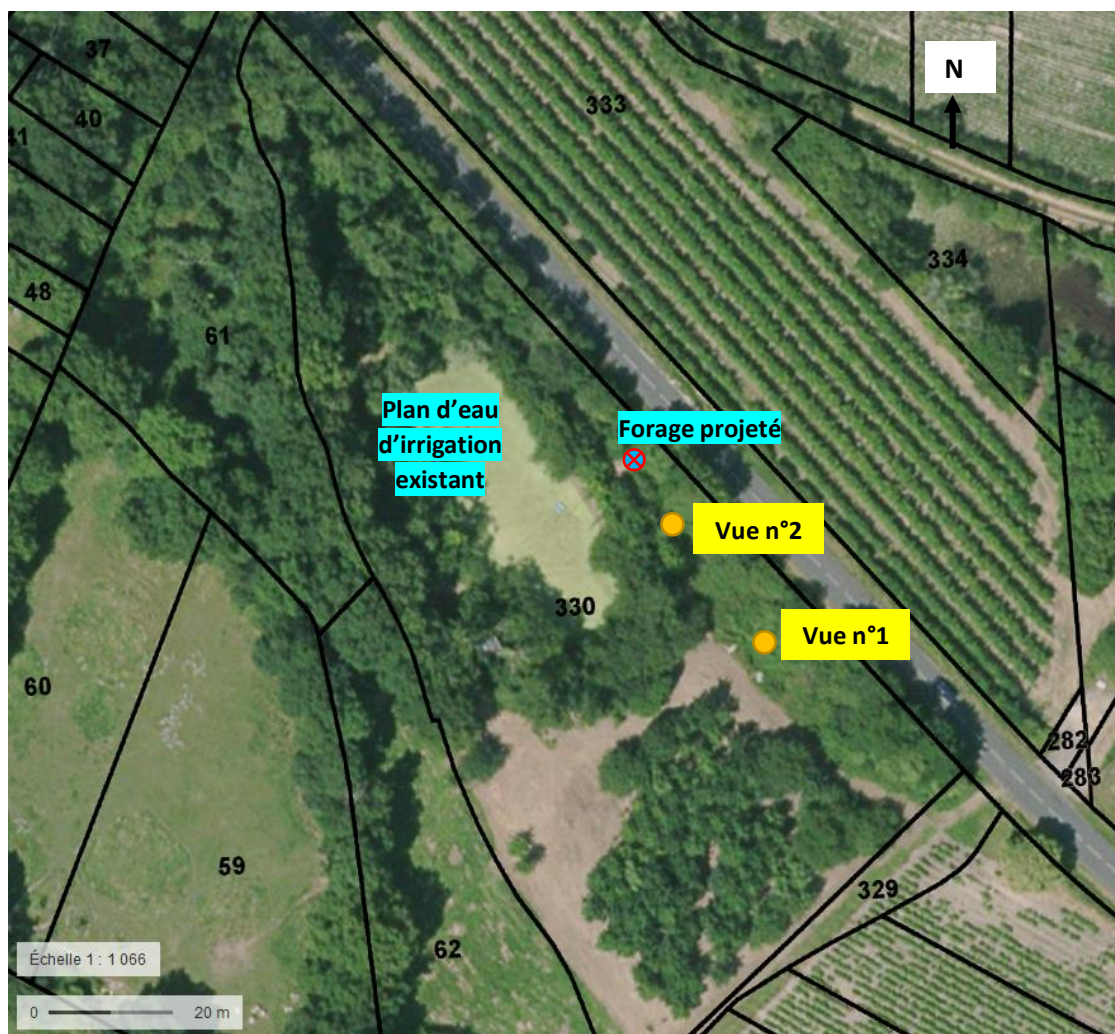 37
N
333
40
41
334
48
61
Plan d'eau
d'irrigation
existant
Forage projeté
Vue n°2
330
Vue n°1
60
282
283
59
329
62
Échelle 1 : 1 066
0 20 m